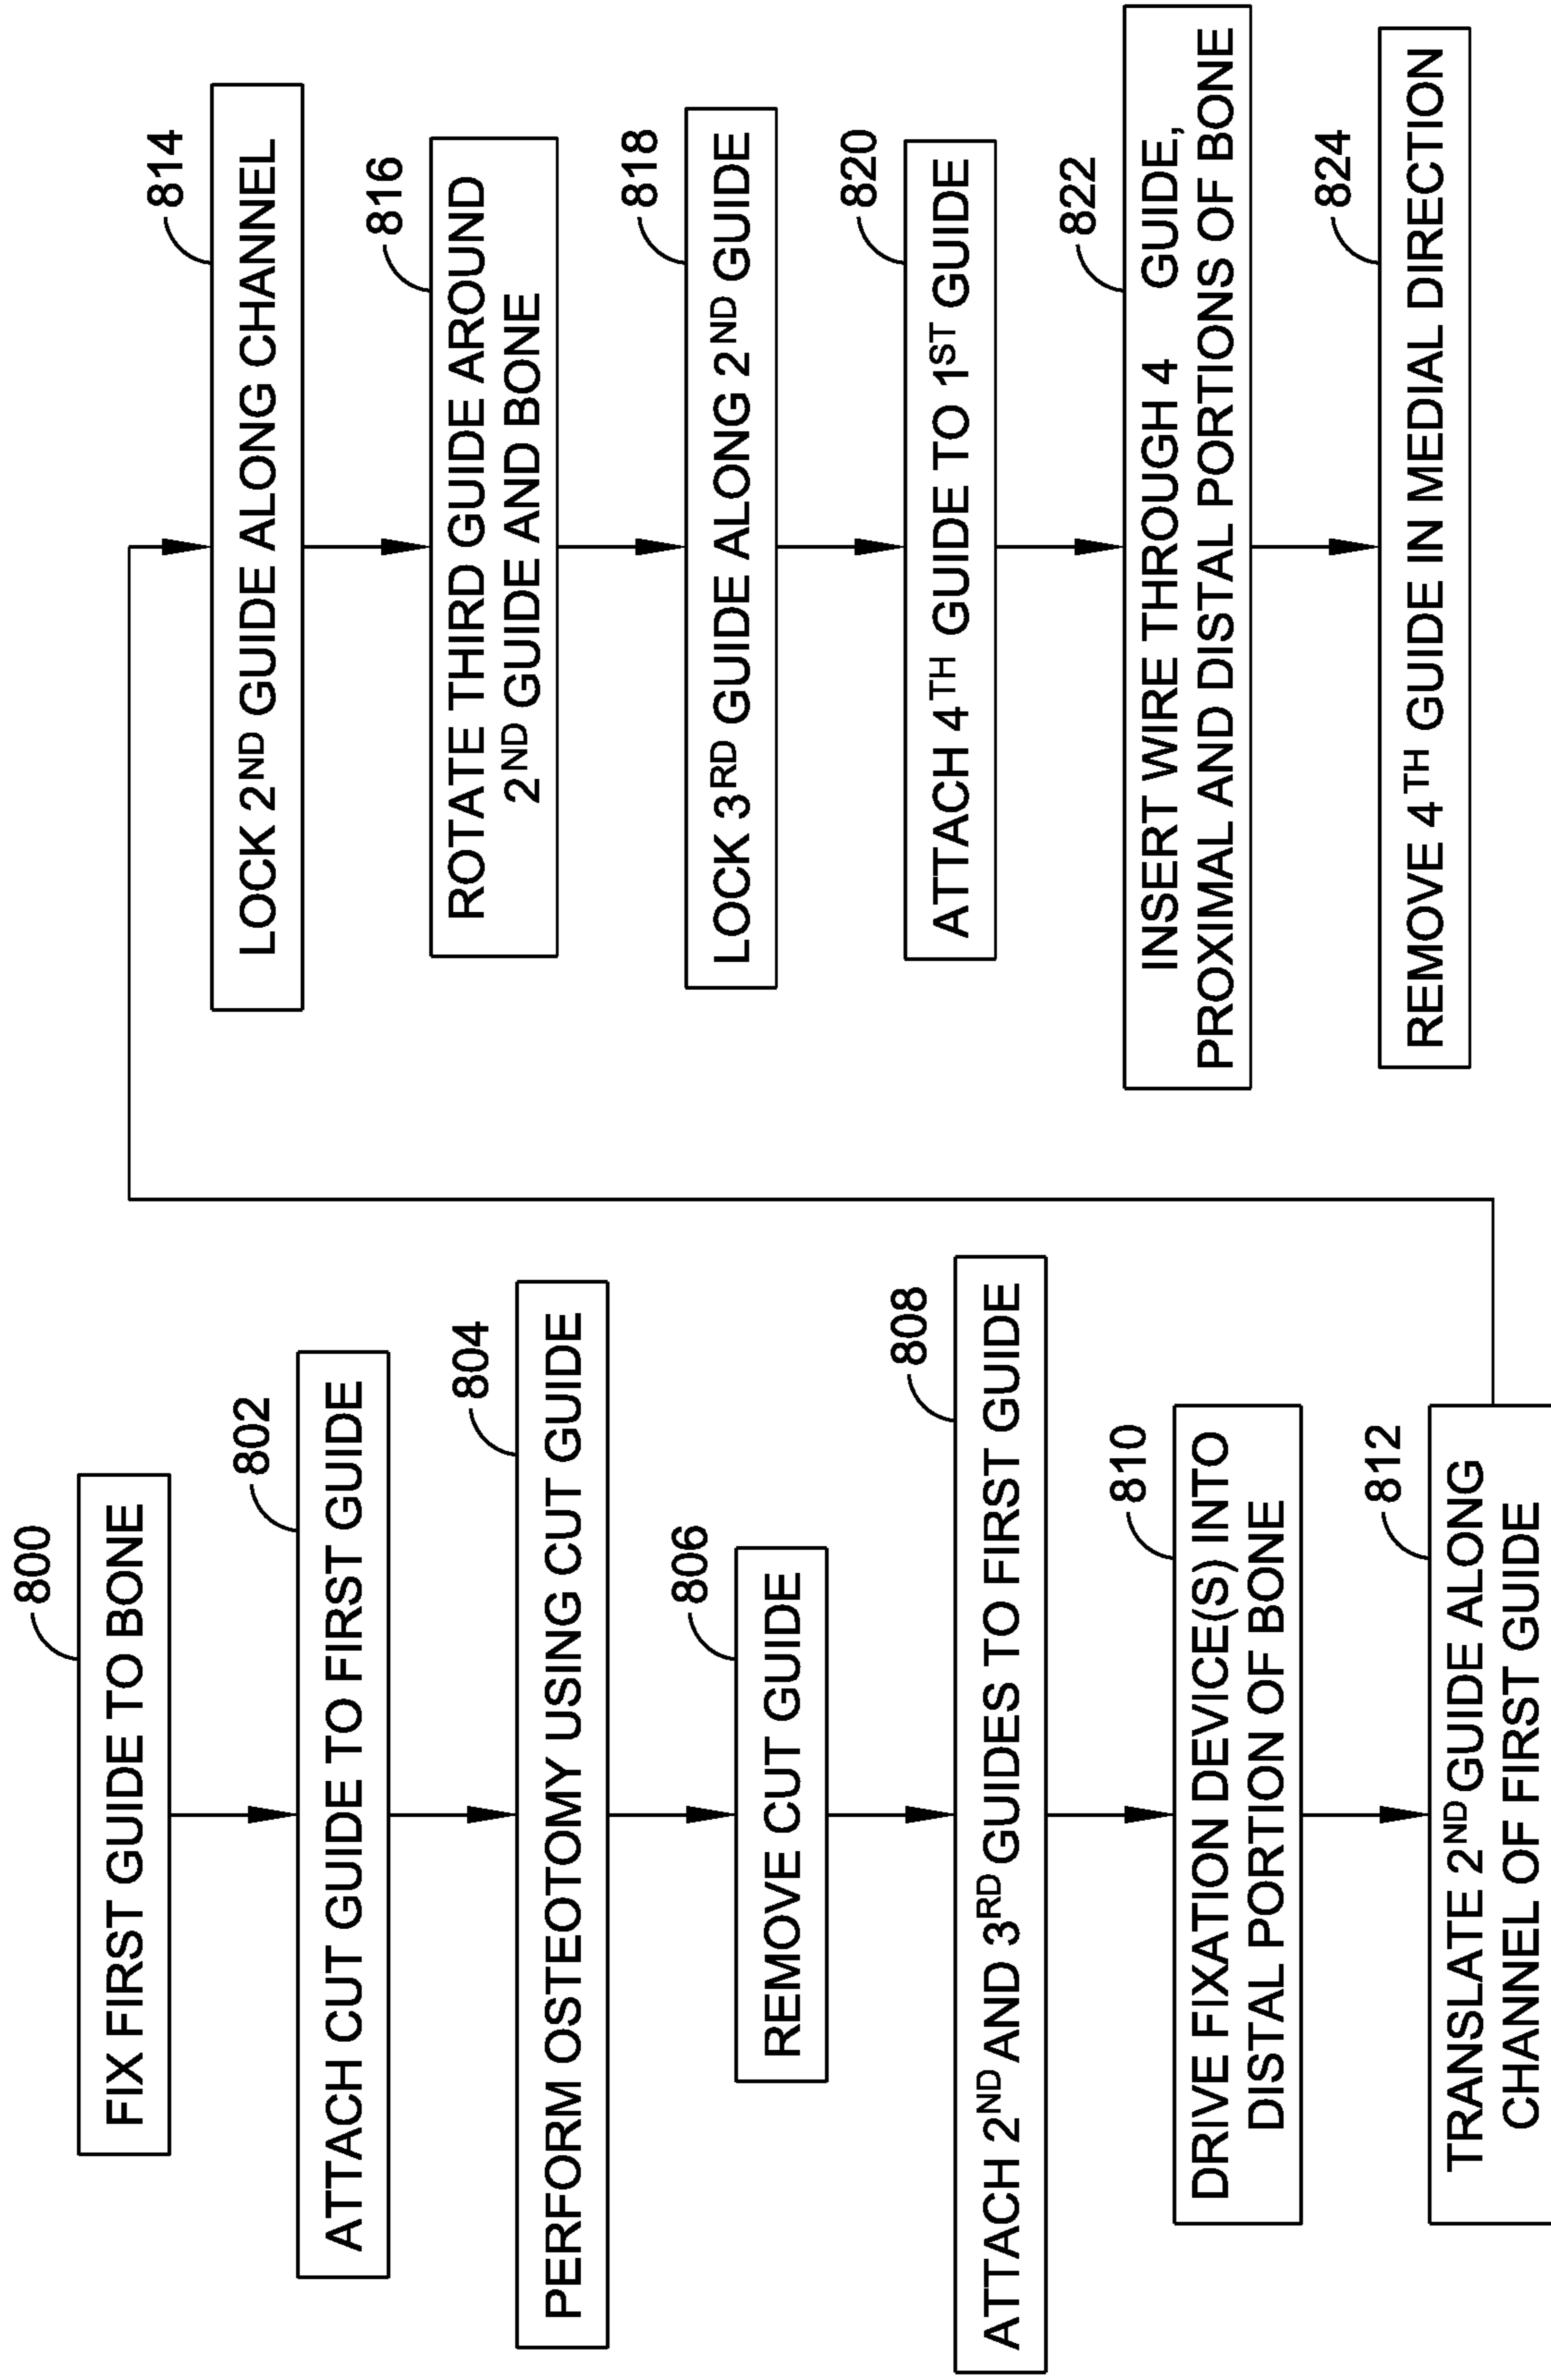 800
FIX FIRST GUIDE TO BONE
802
ATTACH CUT GUIDE TO FIRST GUIDE
804
PERFORM OSTEOTOMY USING CUT GUIDE
806
REMOVE CUT GUIDE
808
ATTACH 2ND AND 3RD GUIDES TO FIRST GUIDE
810
DRIVE FIXATION DEVICE(S) INTO
DISTAL PORTION OF BONE
812
TRANSLATE 2ND GUIDE ALONG
CHANNEL OF FIRST GUIDE
814
LOCK 2ND GUIDE ALONG CHANNEL
816
ROTATE THIRD GUIDE AROUND
2ND GUIDE AND BONE
818
LOCK 3RD GUIDE ALONG 2ND GUIDE
820
ATTACH 4TH GUIDE TO 1ST GUIDE
822
INSERT WIRE THROUGH 4 GUIDE,
PROXIMAL AND DISTAL PORTIONS OF BONE
824
REMOVE 4TH GUIDE IN MEDIAL DIRECTION